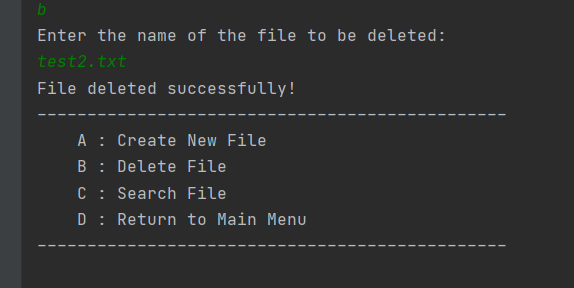 b
Enter the name of the file to be deleted:
test2.txt
File deleted successfully!
-----------------------------------------------
    A : Create New File
    B : Delete File
    C : Search File
    D : Return to Main Menu
-----------------------------------------------